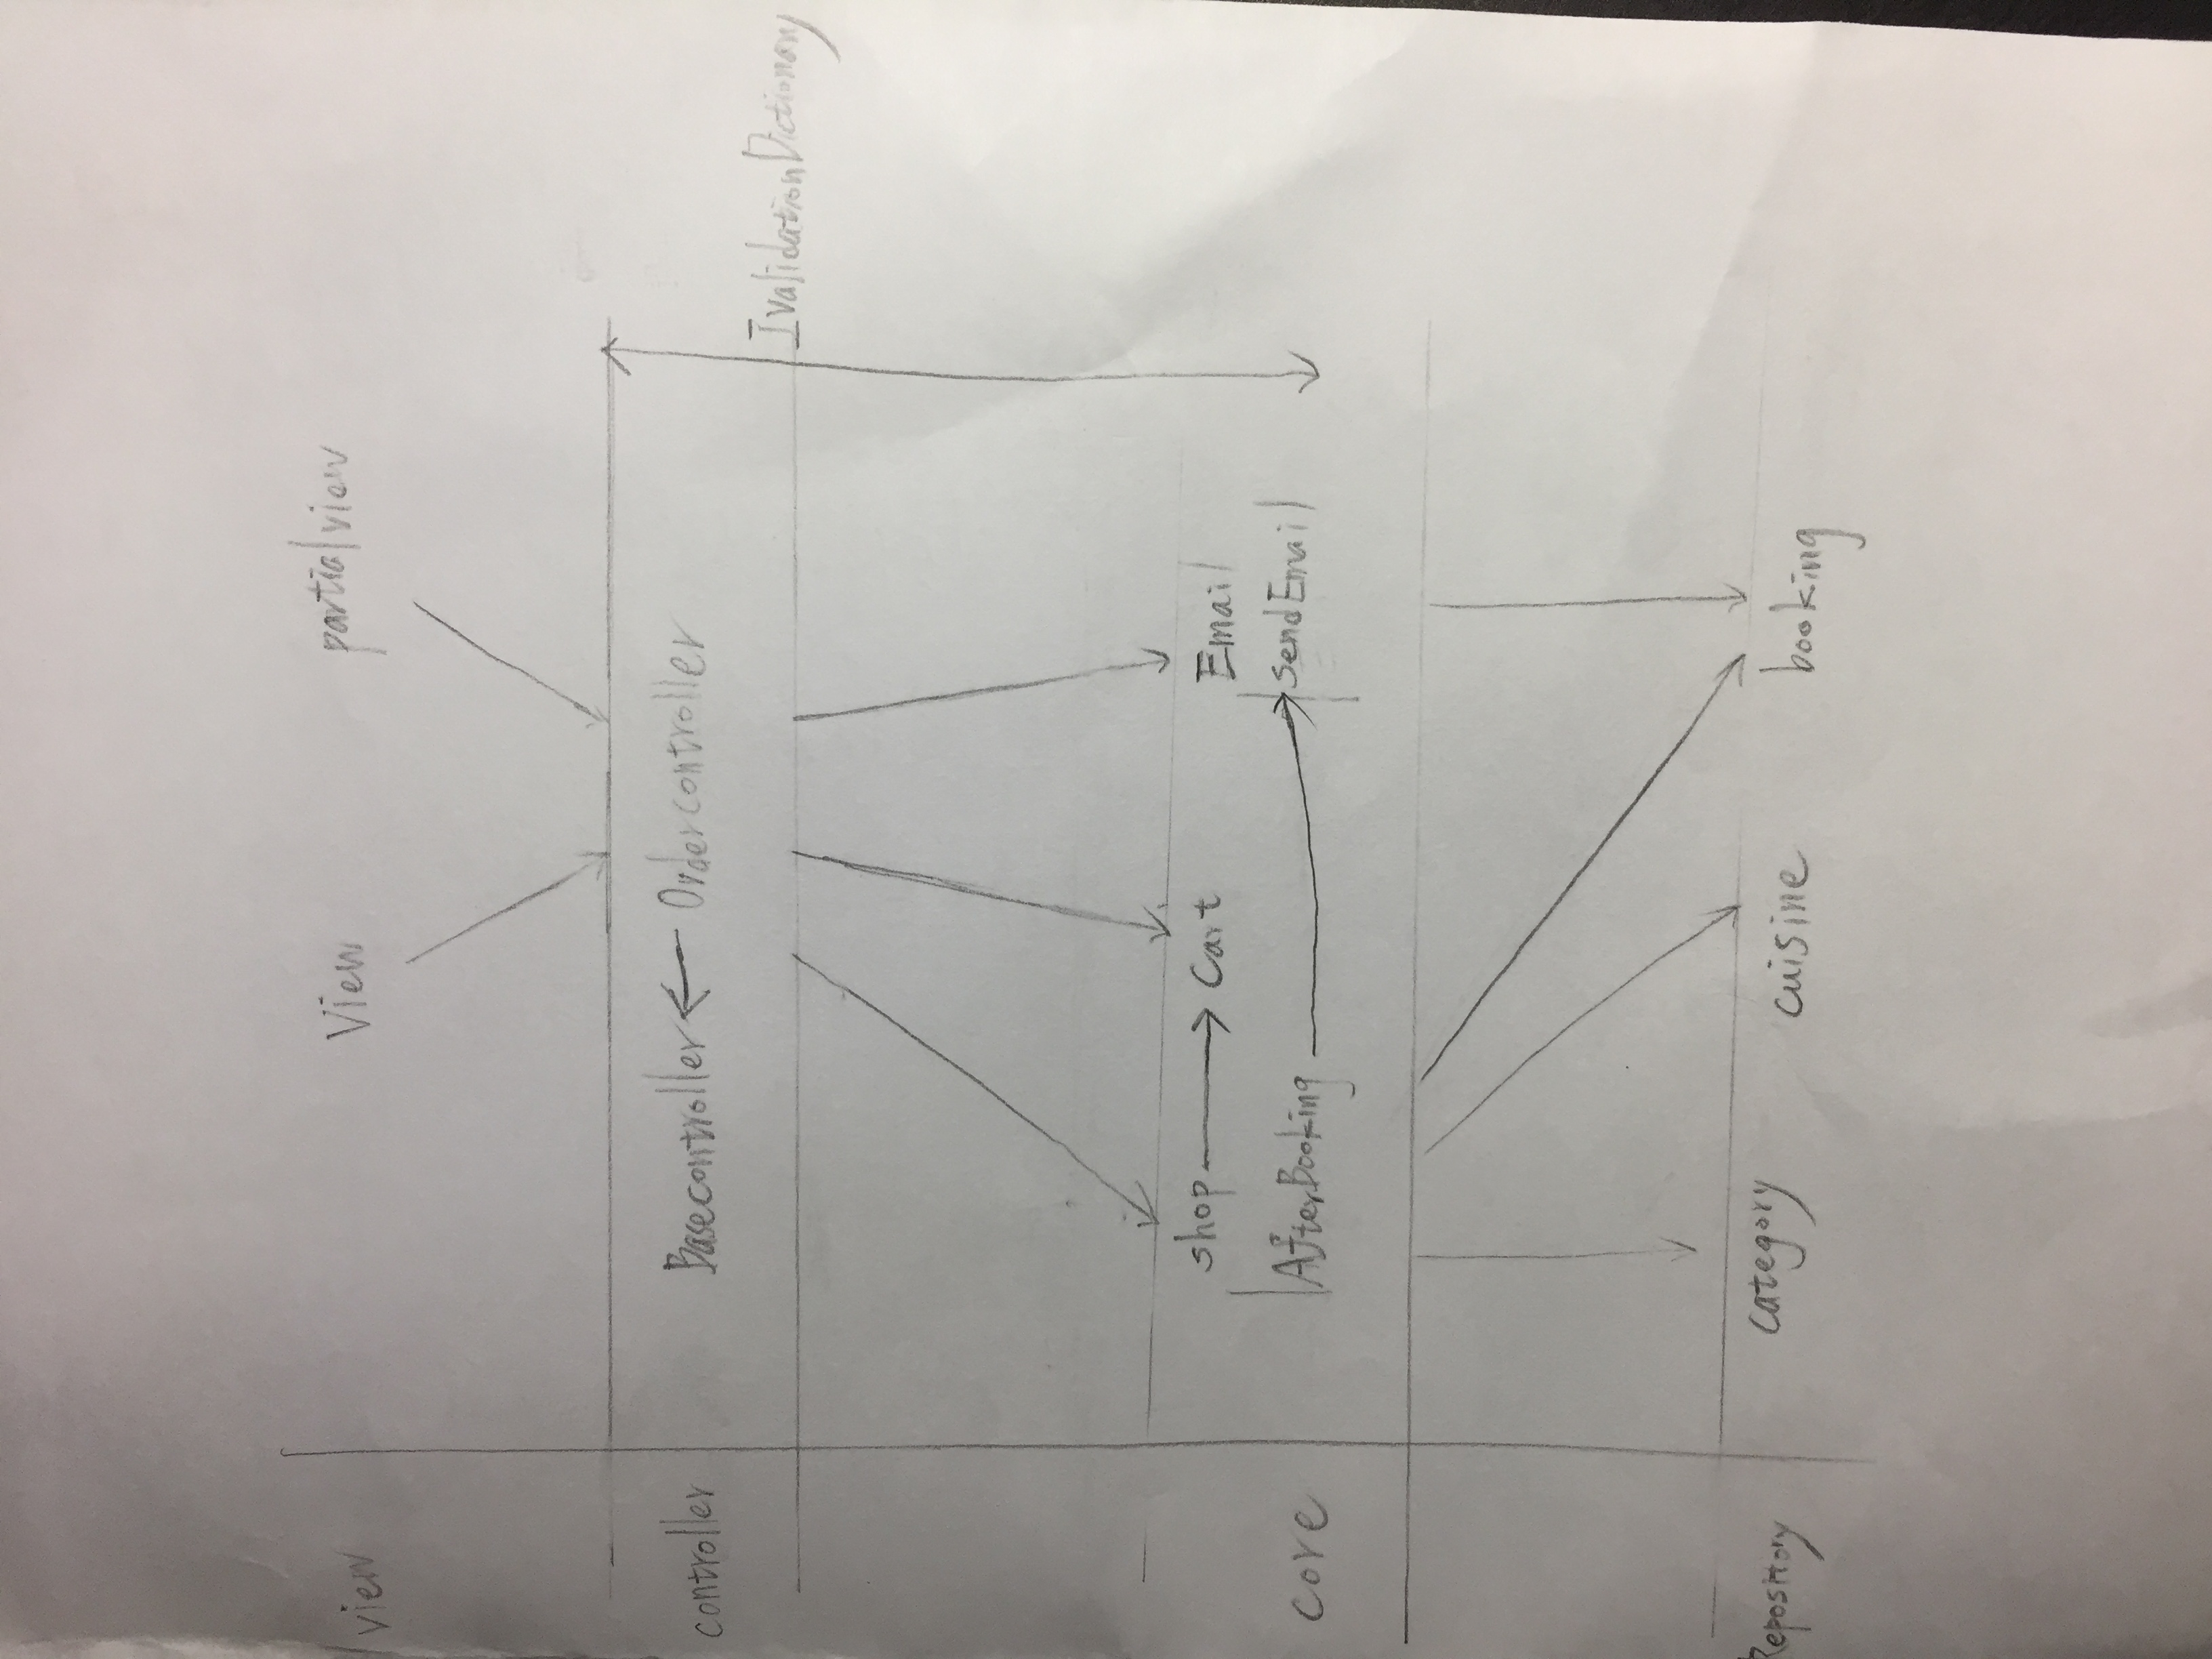 view
View
partialview
controller
Basecontroller
Ordercontroller
IvalidationDictionary
shop
Cart
Email
core
AfterBooking
sendEmail
Repository
category
cuisine
booking